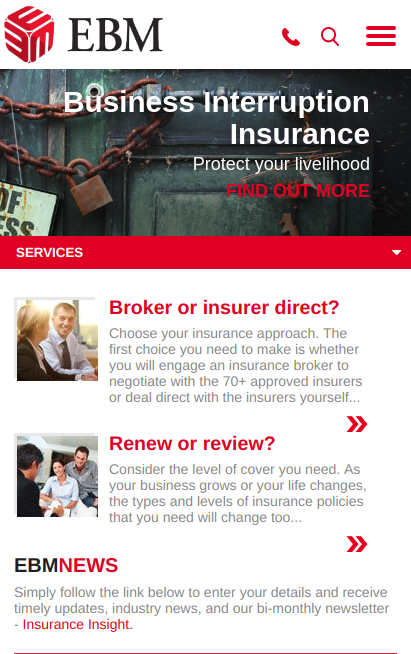 EBM
Business Interruption
Insurance
Protect your livelihood
FIND OUT MORE
OF
ESS
SERVICES
Broker or insurer direct?
Choose your insurance approach. The
first choice you need to make is whether
you will engage an insurance broker to
negotiate with the 70+ approved insurers
or deal direct with the insurers yourself...
Renew or review?
Consider the level of cover you need. As
your business grows or your life changes,
the types and levels of insurance policies
that you need will change too...
EBMNEWS
Simply follow the link below to enter your details and receive
timely updates, industry news, and our bi-monthly newsletter
- Insurance Insight.